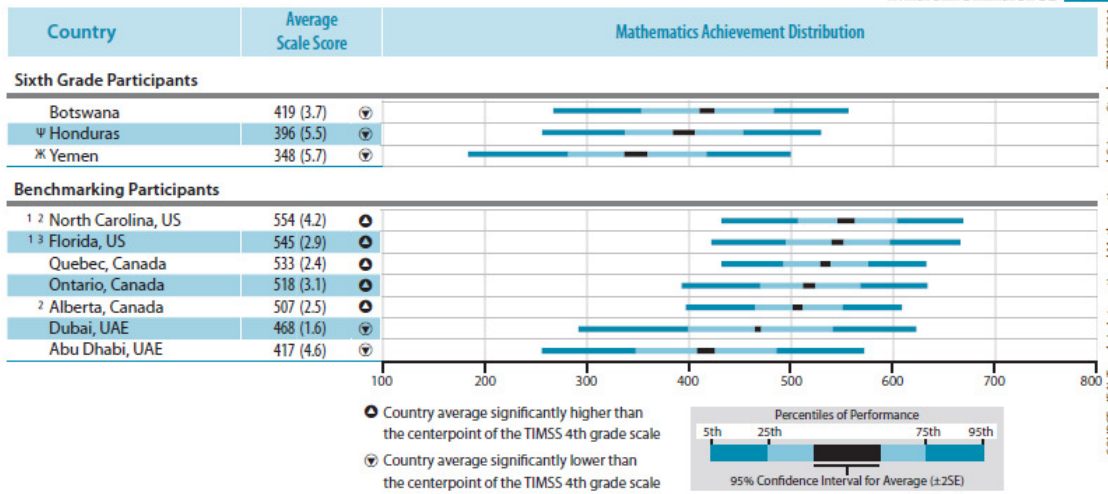 Country
Average
Scale Score
Mathematics Achievement Distribution
Sixth Grade Participants
Botswana 419 (3.7)
Ψ Honduras 396 (5.5)
Ж Yemen 348 (5.7)
Benchmarking Participants
1 2 North Carolina, US 554 (4.2)
1 3 Florida, US 545 (2.9)
Quebec, Canada 533 (2.4)
Ontario, Canada 518 (3.1)
2 Alberta, Canada 507 (2.5)
Dubai, UAE 468 (1.6)
Abu Dhabi, UAE 417 (4.6)
100 200 300 400 500 600 700 800
Country average significantly higher than
the centerpoint of the TIMSS 4th grade scale
Country average significantly lower than
the centerpoint of the TIMSS 4th grade scale
Percentiles of Performance
5th 25th 75th 95th
95% Confidence Interval for Average (±2SE)